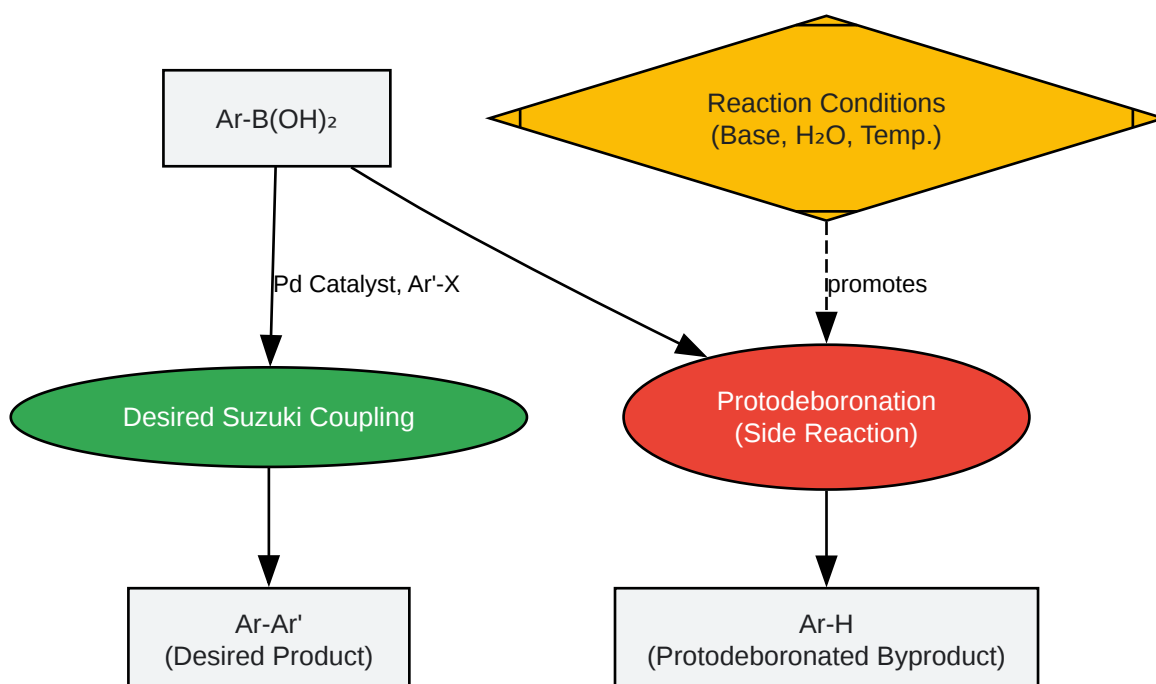 Ar-B(OH)₂
Reaction Conditions
(Base, H₂O, Temp.)
Pd Catalyst, Ar'-X
promotes
Desired Suzuki Coupling
Protodeboronation
(Side Reaction)
Ar-Ar'
(Desired Product)
Ar-H
(Protodeboronated Byproduct)